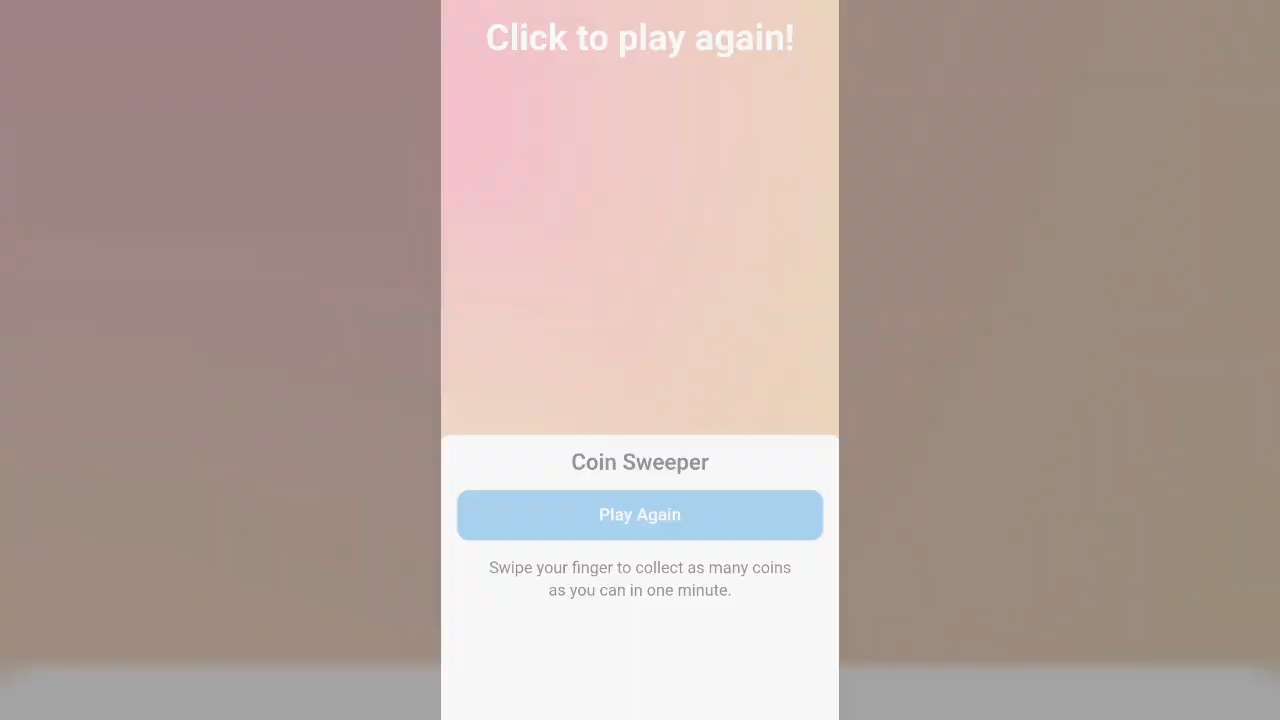 Click to play again!
Coin Sweeper
Play Again
Swipe your finger to collect as many coins
as you can in one minute.